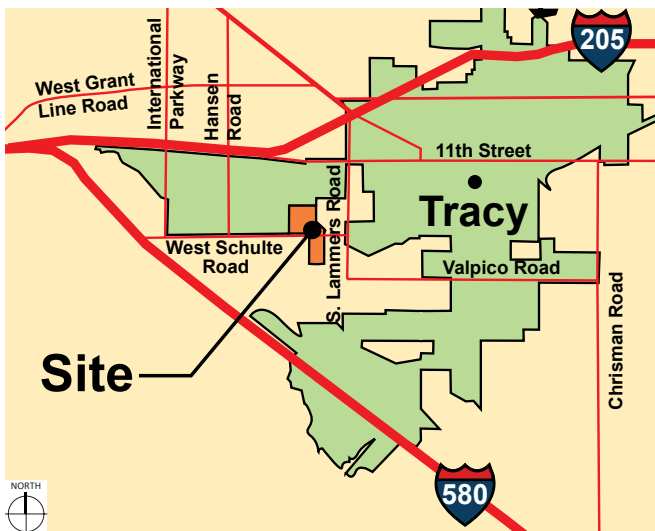 205
West Grant
Line Road
International
Parkway
Hansen
Road
11th Street
S. Lammers Road
Tracy
West Schulte
Road
Valpico Road
Chrisman Road
Site
580
NORTH